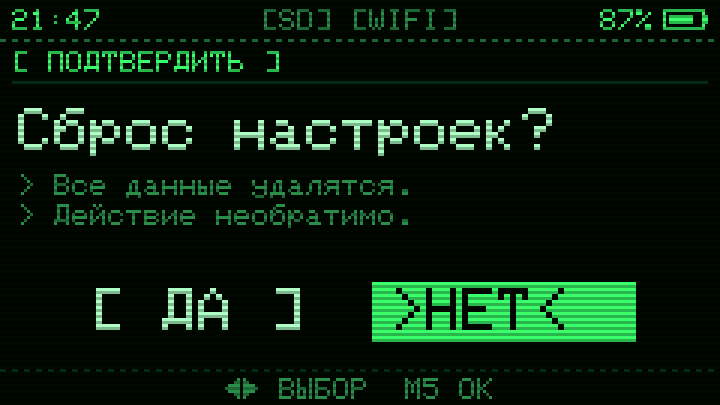 21:47 [SD] [WIFI] 87%
[ ПОДТВЕРДИТЬ ]
Сброс настроек?
> Все данные удалятся.
> Действие необратимо.
[ ДА ] >НЕТ<
◄► ВЫБОР M5 OK